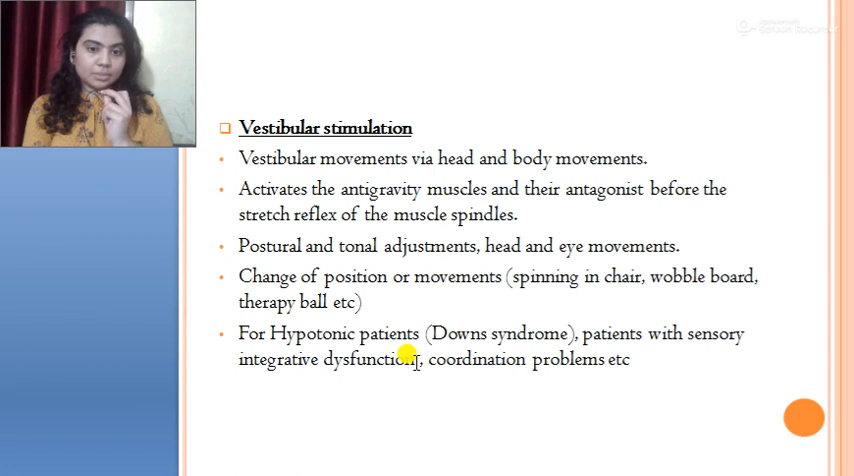 Vestibular stimulation
Vestibular movements via head and body movements.
Activates the antigravity muscles and their antagonist before the
stretch reflex of the muscle spindles.
Postural and tonal adjustments, head and eye movements.
Change of position or movements (spinning in chair, wobble board,
therapy ball etc)
For Hypotonic patients (Downs syndrome), patients with sensory
integrative dysfunction, coordination problems etc